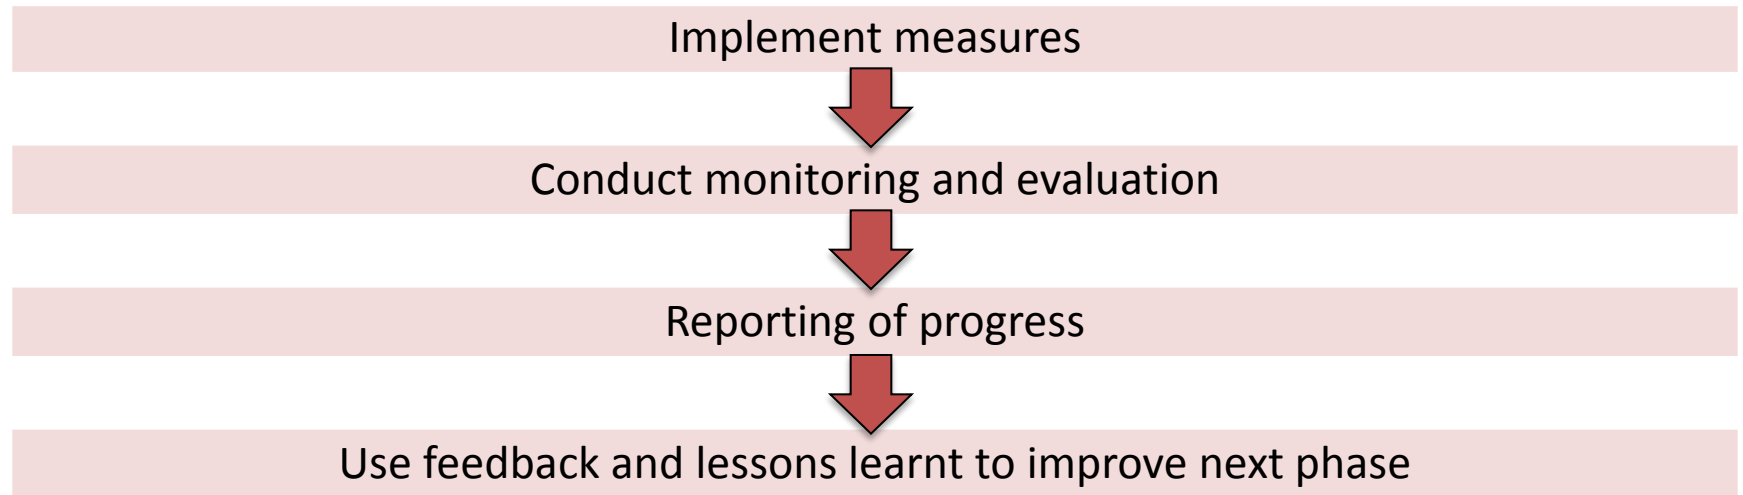 Implement measures
Conduct monitoring and evaluation
Reporting of progress
Use feedback and lessons learnt to improve next phase